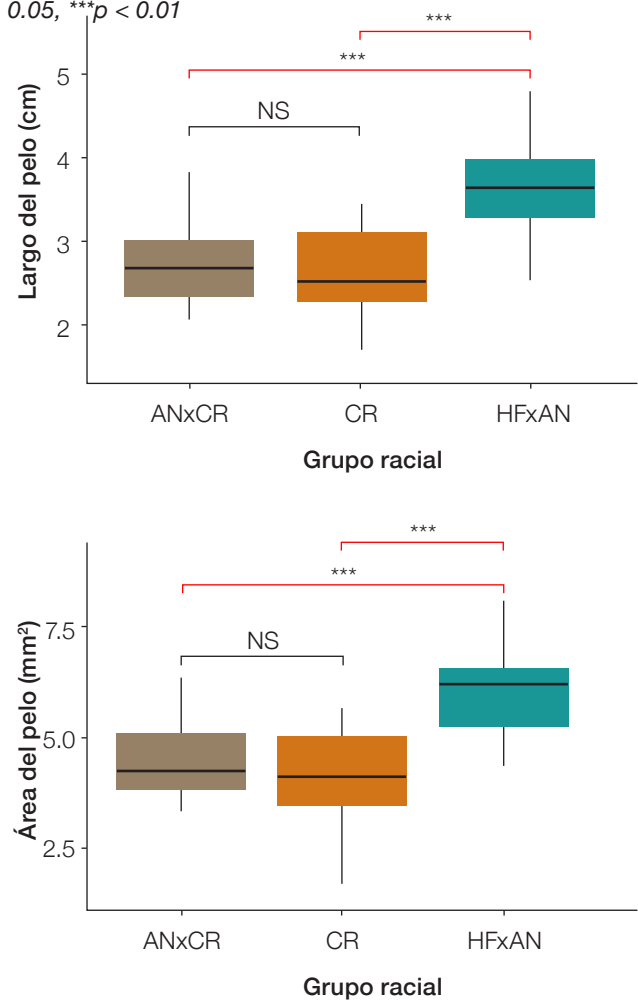 0.05, ***p < 0.01
***
***
NS
5
4
3
2
Largo del pelo (cm)
ANxCR CR HFxAN
Grupo racial
***
***
NS
7.5
5.0
2.5
Área del pelo (mm²)
ANxCR CR HFxAN
Grupo racial